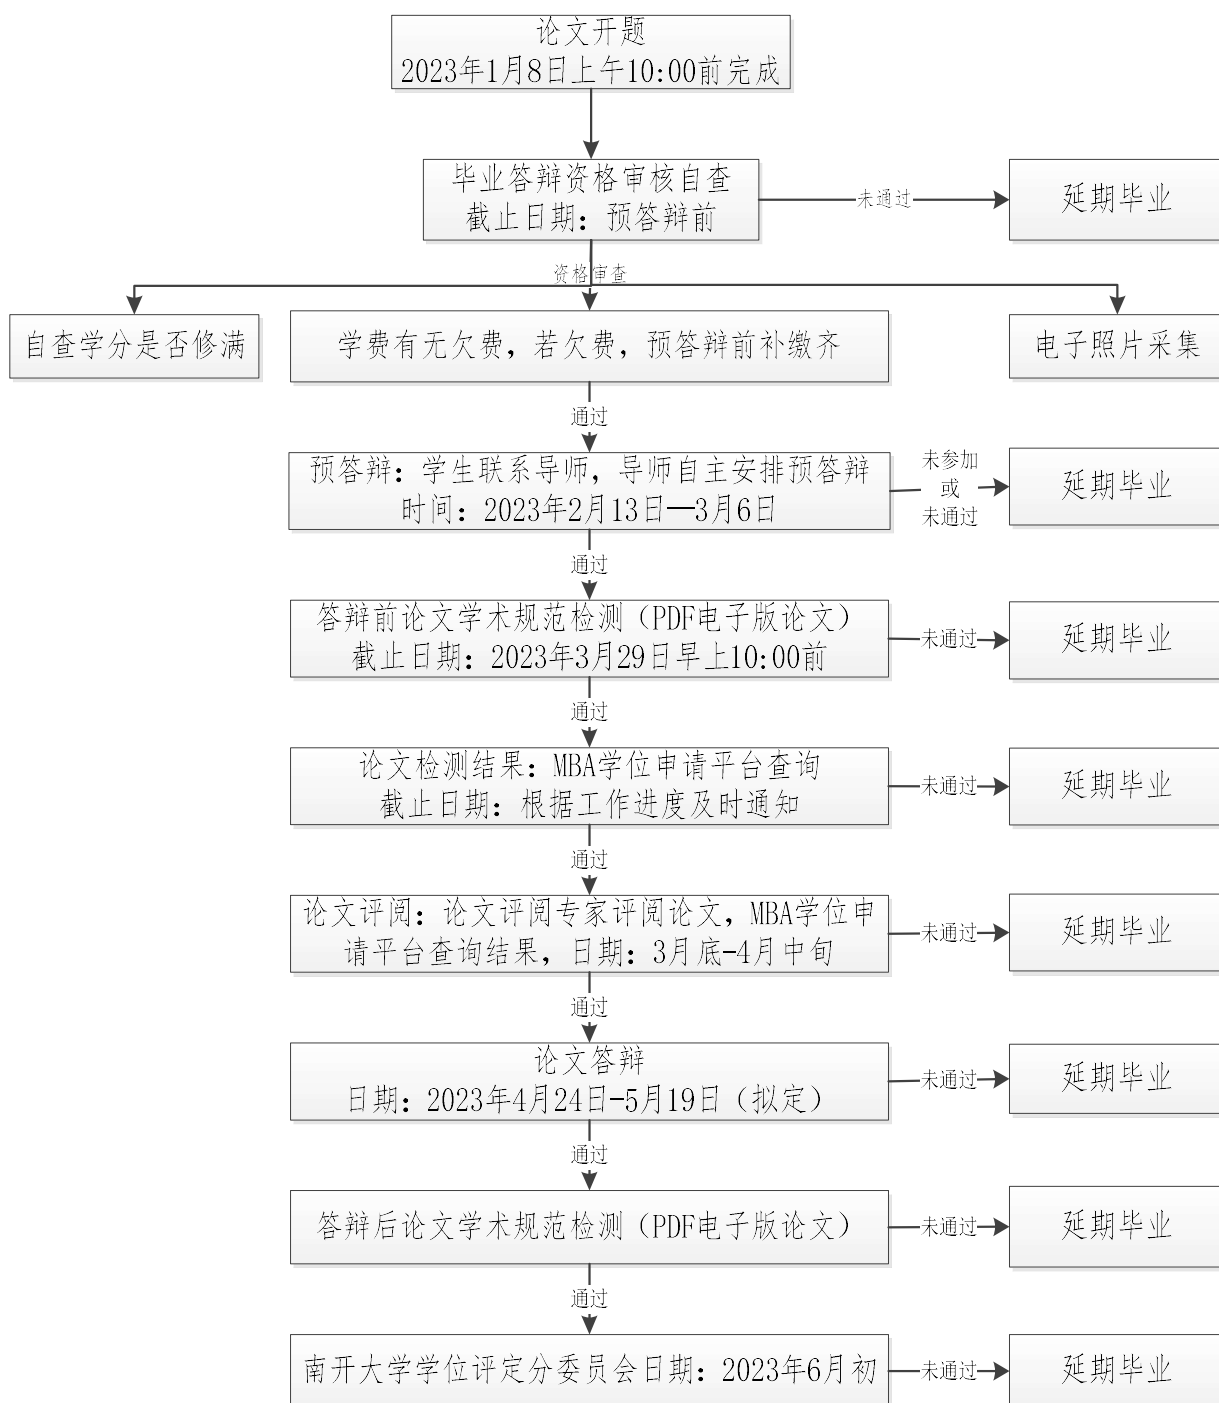 论文开题
2023年1月8日上午10:00前完成
毕业答辩资格审核自查
截止日期：预答辩前
未通过
延期毕业
资格审查
自查学分是否修满
学费有无欠费，若欠费，预答辩前补缴齐
电子照片采集
通过
预答辩：学生联系导师，导师自主安排预答辩
时间：2023年2月13日—3月6日
未参加
或
未通过
延期毕业
通过
答辩前论文学术规范检测（PDF电子版论文）
截止日期：2023年3月29日早上10:00前
未通过
延期毕业
通过
论文检测结果：MBA学位申请平台查询
截止日期：根据工作进度及时通知
未通过
延期毕业
通过
论文评阅：论文评阅专家评阅论文，MBA学位申
请平台查询结果，日期：3月底-4月中旬
未通过
延期毕业
通过
论文答辩
日期：2023年4月24日-5月19日（拟定）
未通过
延期毕业
通过
答辩后论文学术规范检测（PDF电子版论文）
未通过
延期毕业
通过
南开大学学位评定分委员会日期：2023年6月初
未通过
延期毕业